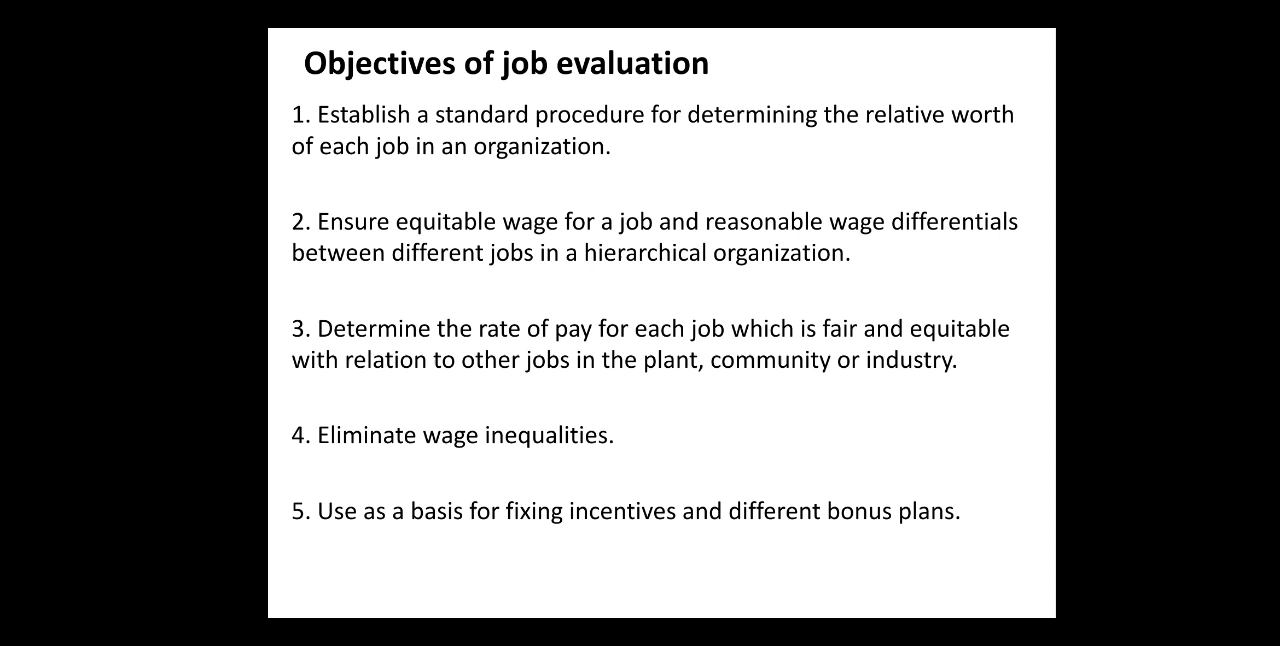 Objectives of job evaluation
1. Establish a standard procedure for determining the relative worth
of each job in an organization.
2. Ensure equitable wage for a job and reasonable wage differentials
between different jobs in a hierarchical organization.
3. Determine the rate of pay for each job which is fair and equitable
with relation to other jobs in the plant, community or industry.
4. Eliminate wage inequalities.
5. Use as a basis for fixing incentives and different bonus plans.